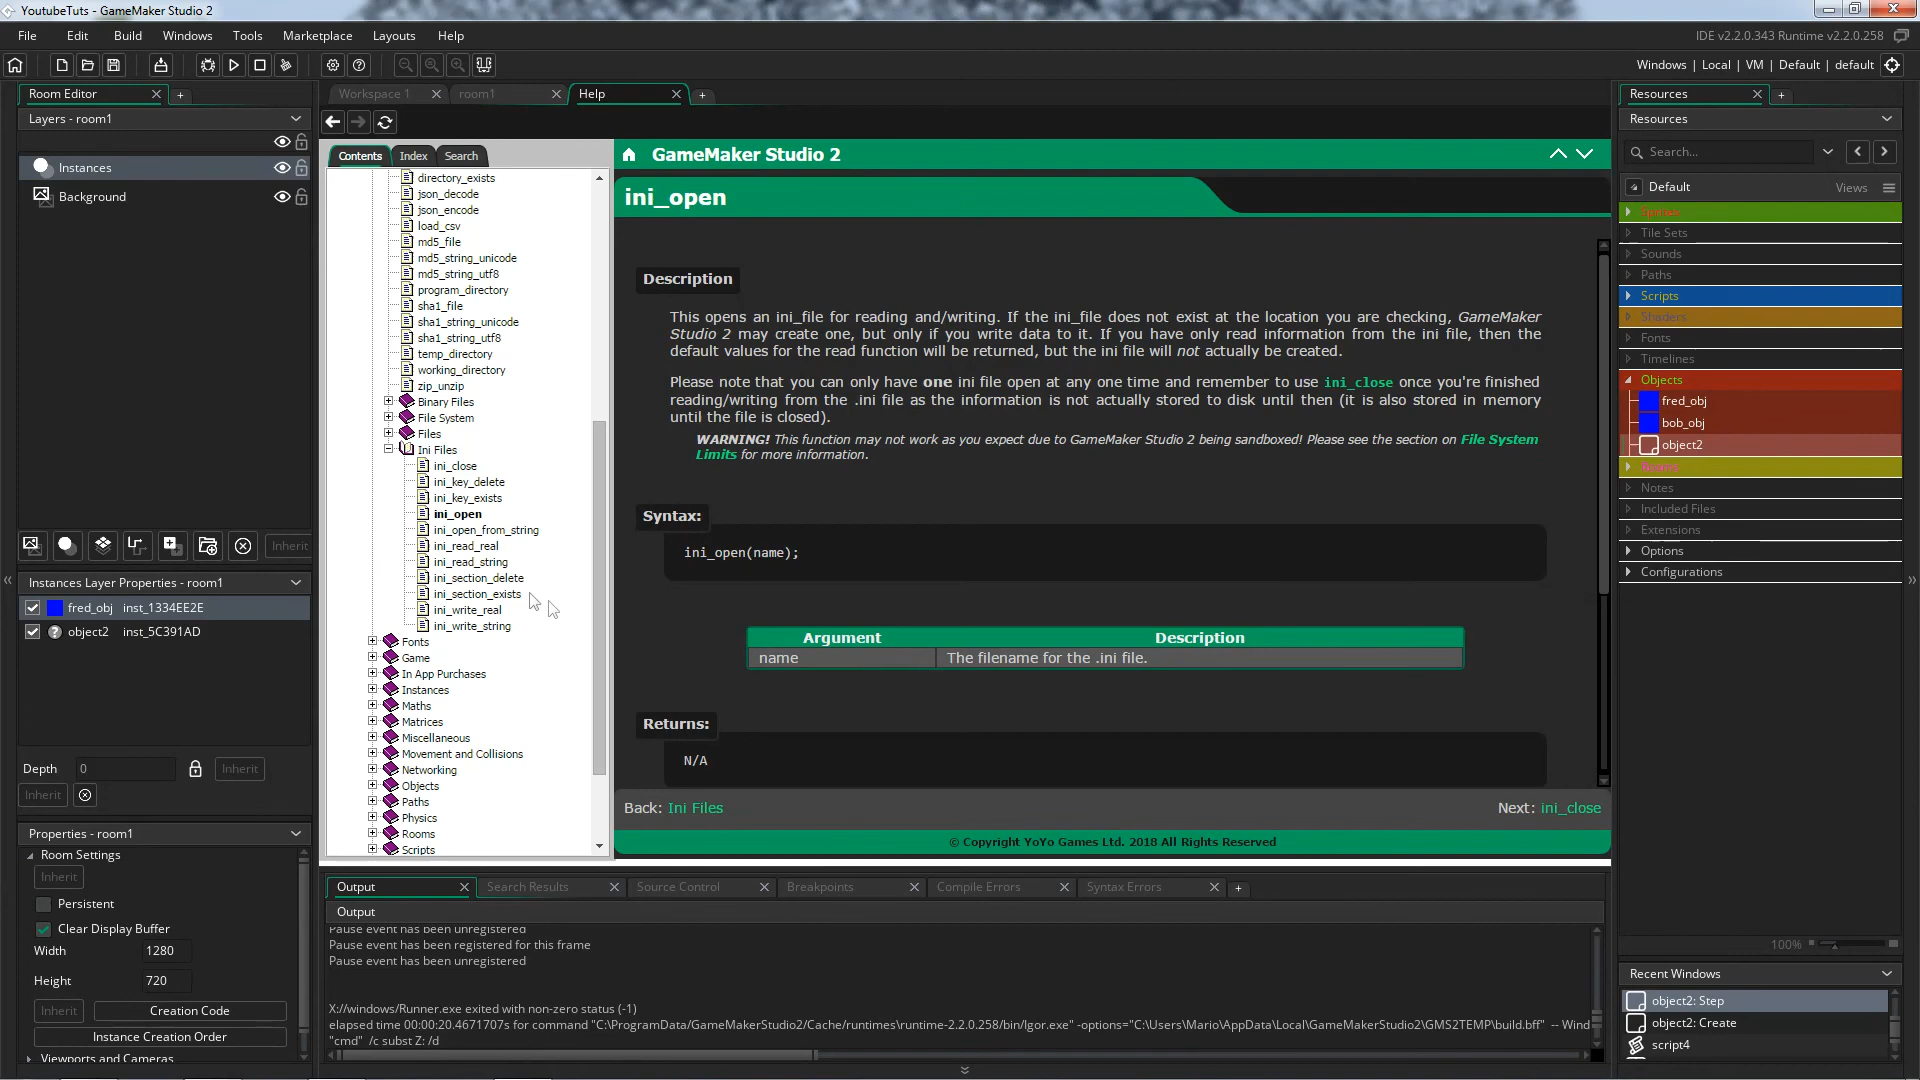 YoutubeTuts - GameMaker Studio 2
File Edit Build Windows Tools Marketplace Layouts Help
IDE v2.2.0.343 Runtime v2.2.0.258
Windows | Local | VM | Default | default
Room Editor
Layers - room1
Instances
Background
Inherit
Instances Layer Properties - room1
fred_obj inst_1334EE2E
object2 inst_5C391AD
Depth 0 Inherit
Inherit
Properties - room1
Room Settings
Inherit
Persistent
Clear Display Buffer
Width 1280
Height 720
Inherit Creation Code
Instance Creation Order
Viewports and Cameras
Workspace 1 room1 Help
Contents Index Search
directory_exists
json_decode
json_encode
load_csv
md5_file
md5_string_unicode
md5_string_utf8
program_directory
sha1_file
sha1_string_unicode
sha1_string_utf8
temp_directory
working_directory
zip_unzip
Binary Files
File System
Files
Ini Files
ini_close
ini_key_delete
ini_key_exists
ini_open
ini_open_from_string
ini_read_real
ini_read_string
ini_section_delete
ini_section_exists
ini_write_real
ini_write_string
Fonts
Game
In App Purchases
Instances
Maths
Matrices
Miscellaneous
Movement and Collisions
Networking
Objects
Paths
Physics
Rooms
Scripts
GameMaker Studio 2
ini_open
Description
This opens an ini_file for reading and/writing. If the ini_file does not exist at the location you are checking, GameMaker
Studio 2 may create one, but only if you write data to it. If you have only read information from the ini file, then the
default values for the read function will be returned, but the ini file will not actually be created.
Please note that you can only have one ini file open at any one time and remember to use ini_close once you're finished
reading/writing from the .ini file as the information is not actually stored to disk until then (it is also stored in memory
until the file is closed).
WARNING! This function may not work as you expect due to GameMaker Studio 2 being sandboxed! Please see the section on File System
Limits for more information.
Syntax:
ini_open(name);
Argument Description
name The filename for the .ini file.
Returns:
N/A
Back: Ini Files Next: ini_close
© Copyright YoYo Games Ltd. 2018 All Rights Reserved
Output Search Results Source Control Breakpoints Compile Errors Syntax Errors
Output
Pause event has been unregistered
Pause event has been registered for this frame
Pause event has been unregistered
X://windows/Runner.exe exited with non-zero status (-1)
elapsed time 00:00:20.4671707s for command "C:\ProgramData/GameMakerStudio2/Cache/runtimes\runtime-2.2.0.258/bin/Igor.exe" -options="C:\Users\Mario\AppData\Local\GameMakerStudio2\GMS2TEMP\build.bff" -- Wind
"cmd" /c subst Z: /d
Resources
Resources
Search...
Default Views
Sprites
Tile Sets
Sounds
Paths
Scripts
Shaders
Fonts
Timelines
Objects
fred_obj
bob_obj
object2
Rooms
Notes
Included Files
Extensions
Options
Configurations
100%
Recent Windows
object2: Step
object2: Create
script4